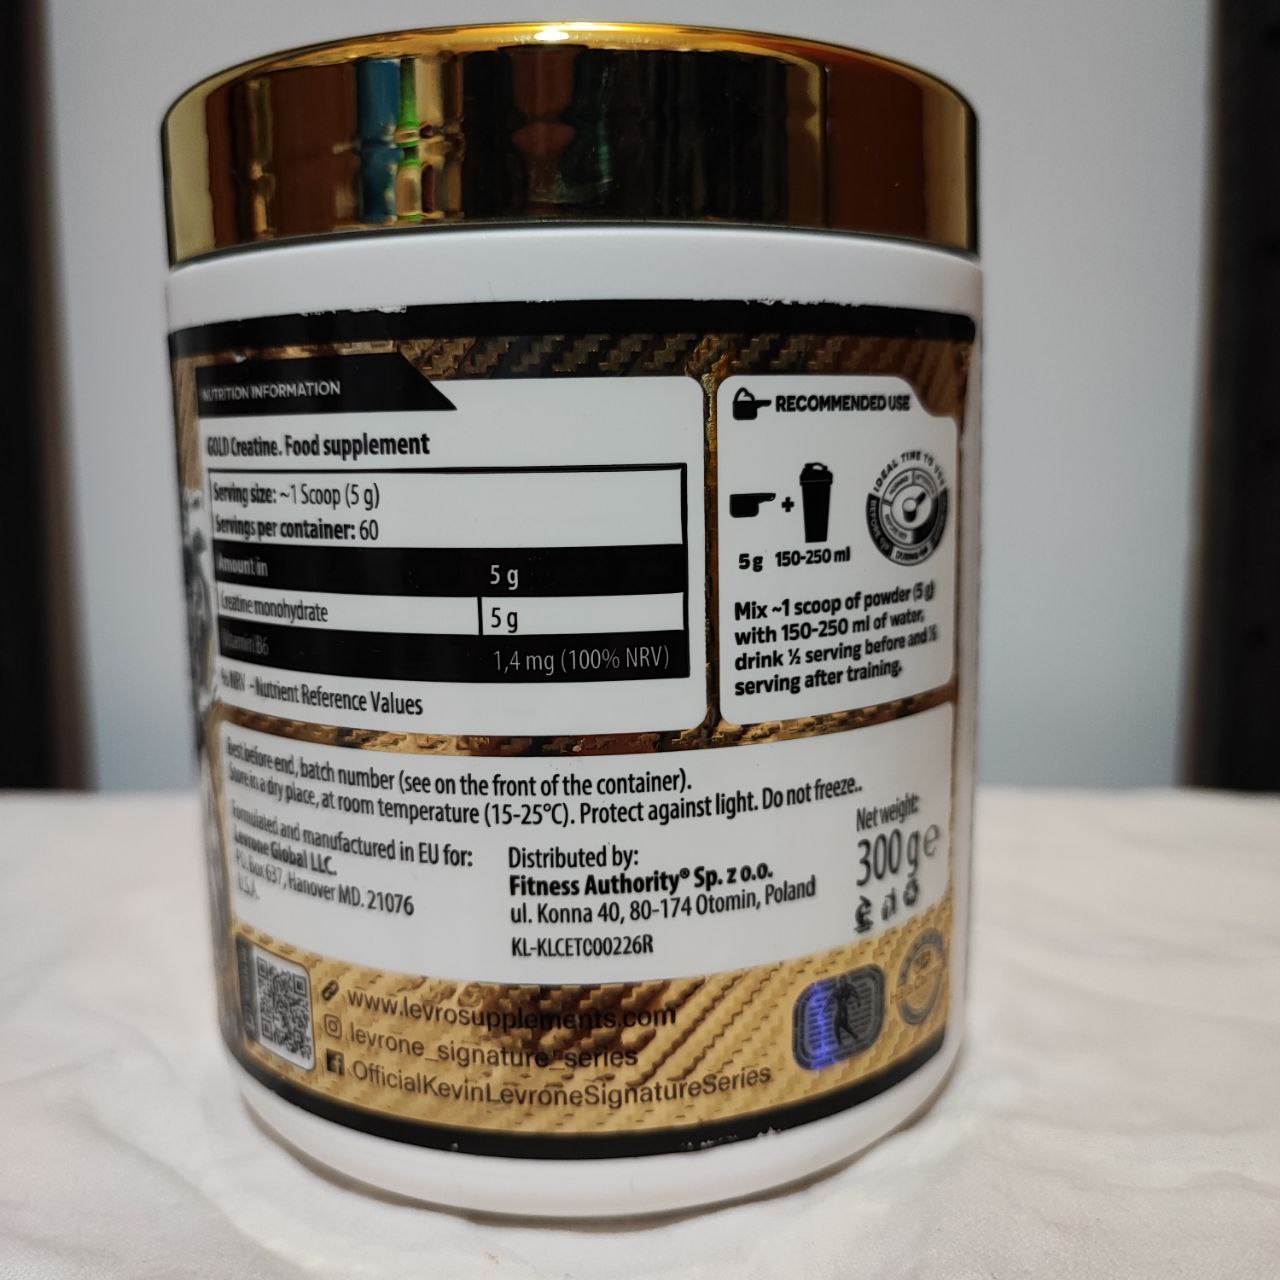 NUTRITION INFORMATION
GOLD Creatine. Food supplement
Serving size: ~1 Scoop (5 g)
Servings per container: 60
Amount in 5 g
Creatine monohydrate 5 g
Vitamin B6 1,4 mg (100% NRV)
% NRV - Nutrient Reference Values
RECOMMENDED USE
IDEAL TIME TO USE
+
5 g 150-250 ml
Mix ~1 scoop of powder (5 g)
with 150-250 ml of water,
drink ½ serving before and ½
serving after training.
Best before end, batch number (see on the front of the container).
Store in a dry place, at room temperature (15-25°C). Protect against light. Do not freeze..
Formulated and manufactured in EU for:
Levrone Global LLC.
P.O. Box 637, Hanover MD. 21076
U.S.A.
Distributed by:
Fitness Authority® Sp. z o.o.
ul. Konna 40, 80-174 Otomin, Poland
KL-KLCETC00226R
Net weight:
300 g e
www.levrosupplements.com
levrone_signature_series
OfficialKevinLevroneSignatureSeries